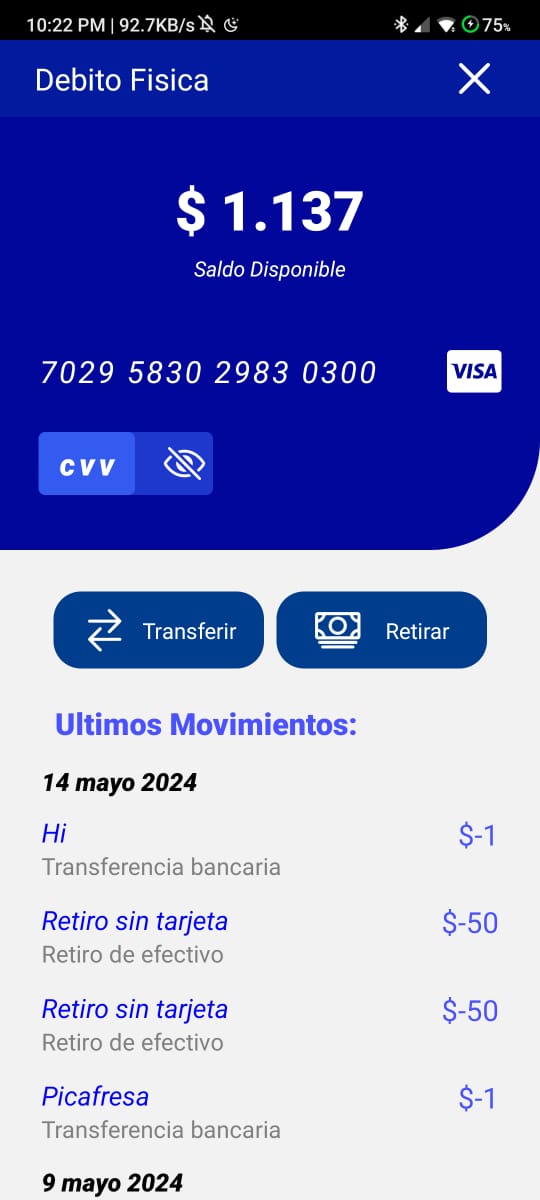 10:22 PM | 92.7KB/s
75%
Debito Fisica
$ 1.137
Saldo Disponible
7029 5830 2983 0300
VISA
CVV
Transferir
Retirar
Ultimos Movimientos:
14 mayo 2024
Hi
$-1
Transferencia bancaria
Retiro sin tarjeta
$-50
Retiro de efectivo
Retiro sin tarjeta
$-50
Retiro de efectivo
Picafresa
$-1
Transferencia bancaria
9 mayo 2024